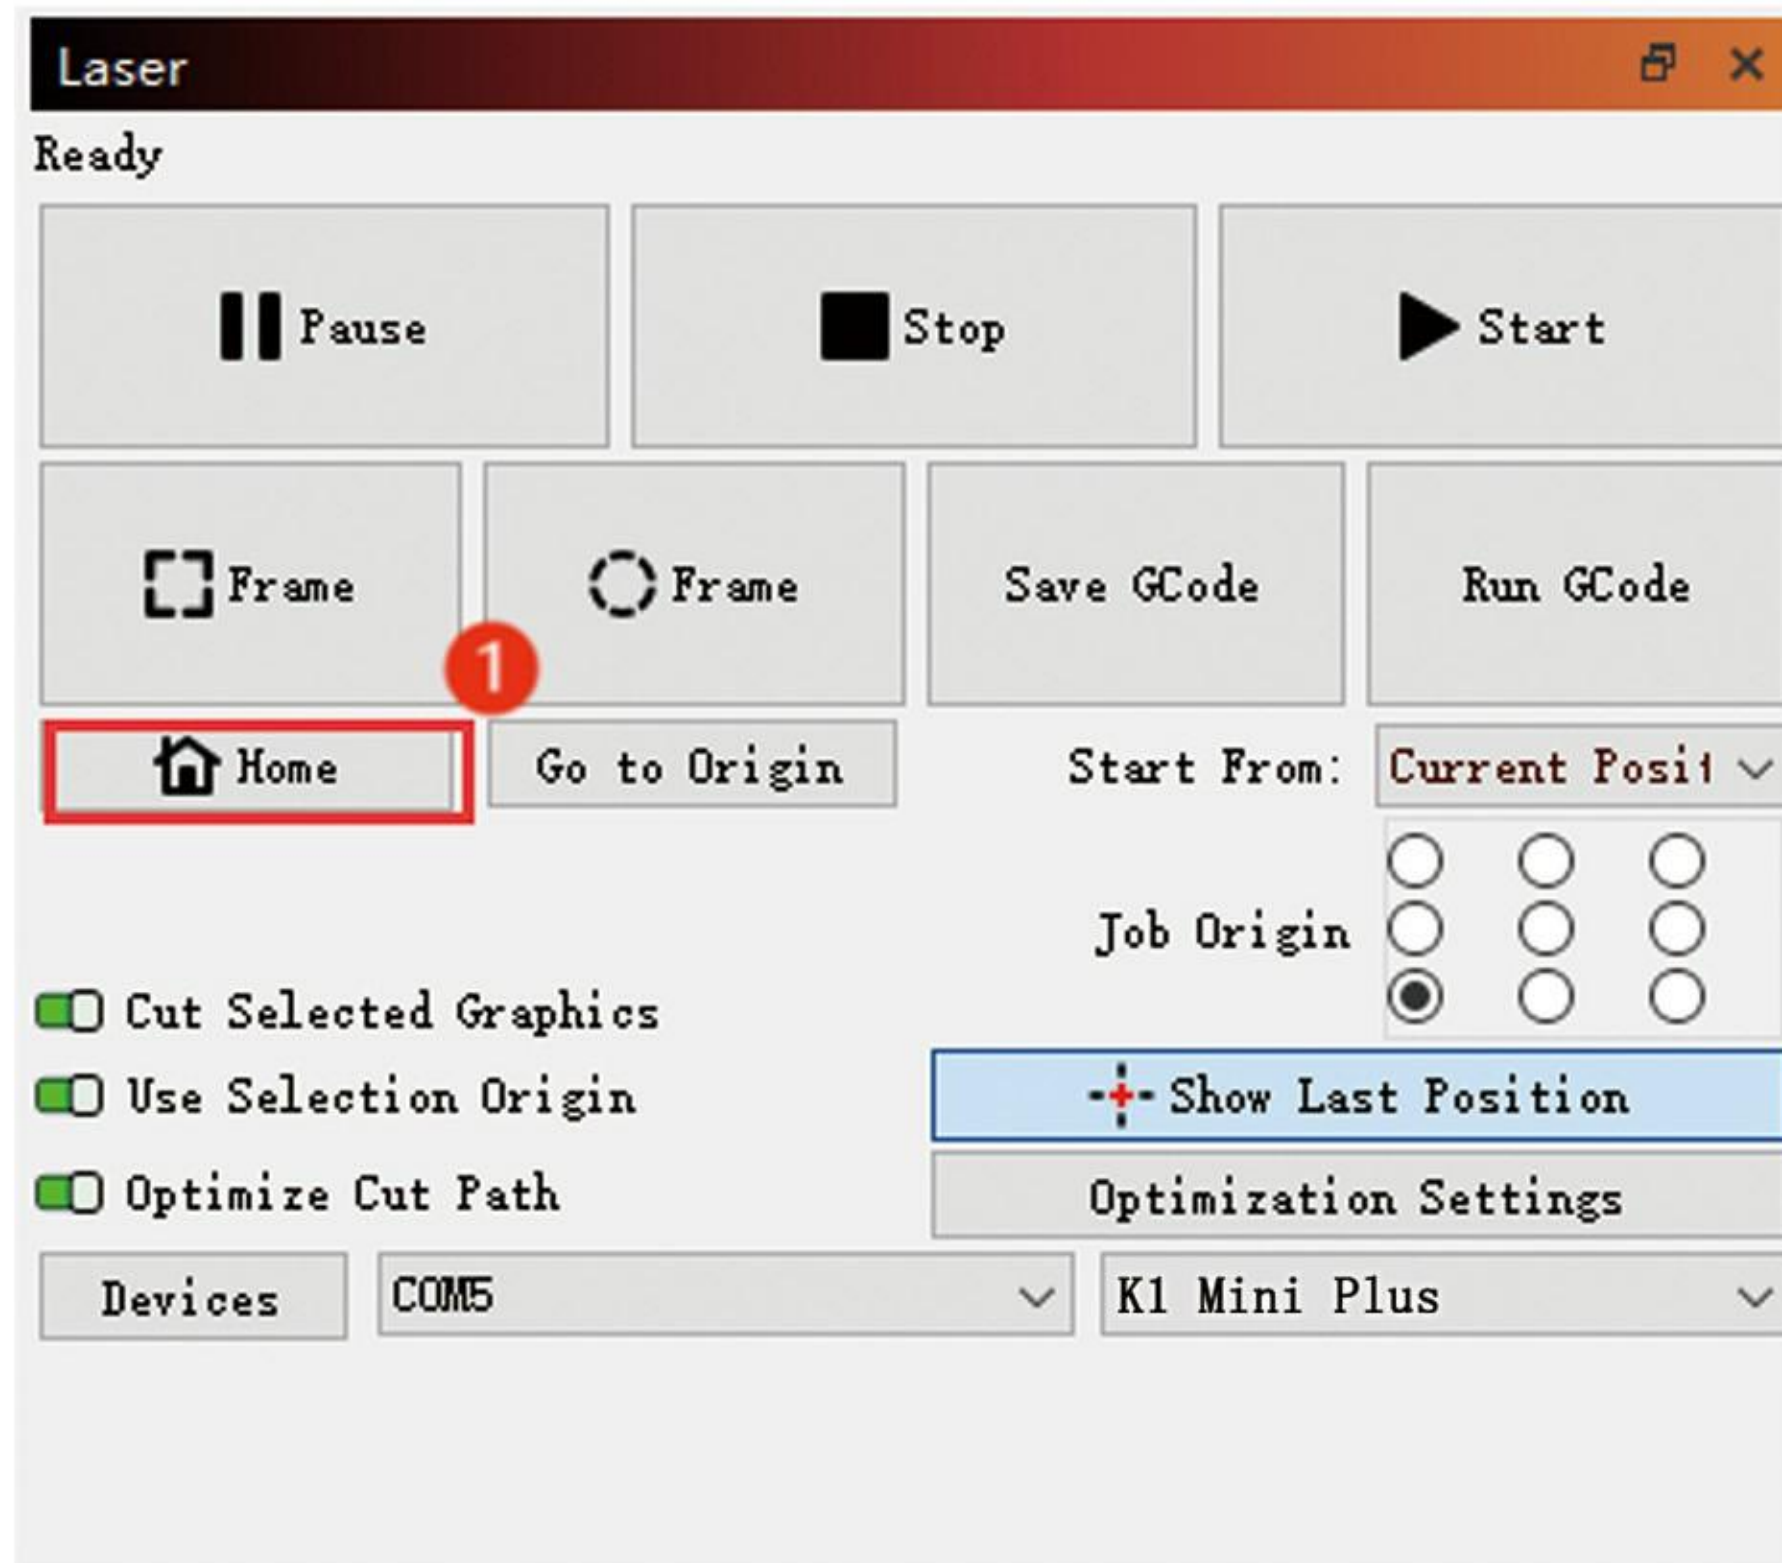 Laser
Ready
Pause Stop Start
Frame Frame Save GCode Run GCode
1
Home Go to Origin Start From: Current Posit
Job Origin
Cut Selected Graphics
Use Selection Origin Show Last Position
Optimize Cut Path Optimization Settings
Devices COM5 K1 Mini Plus